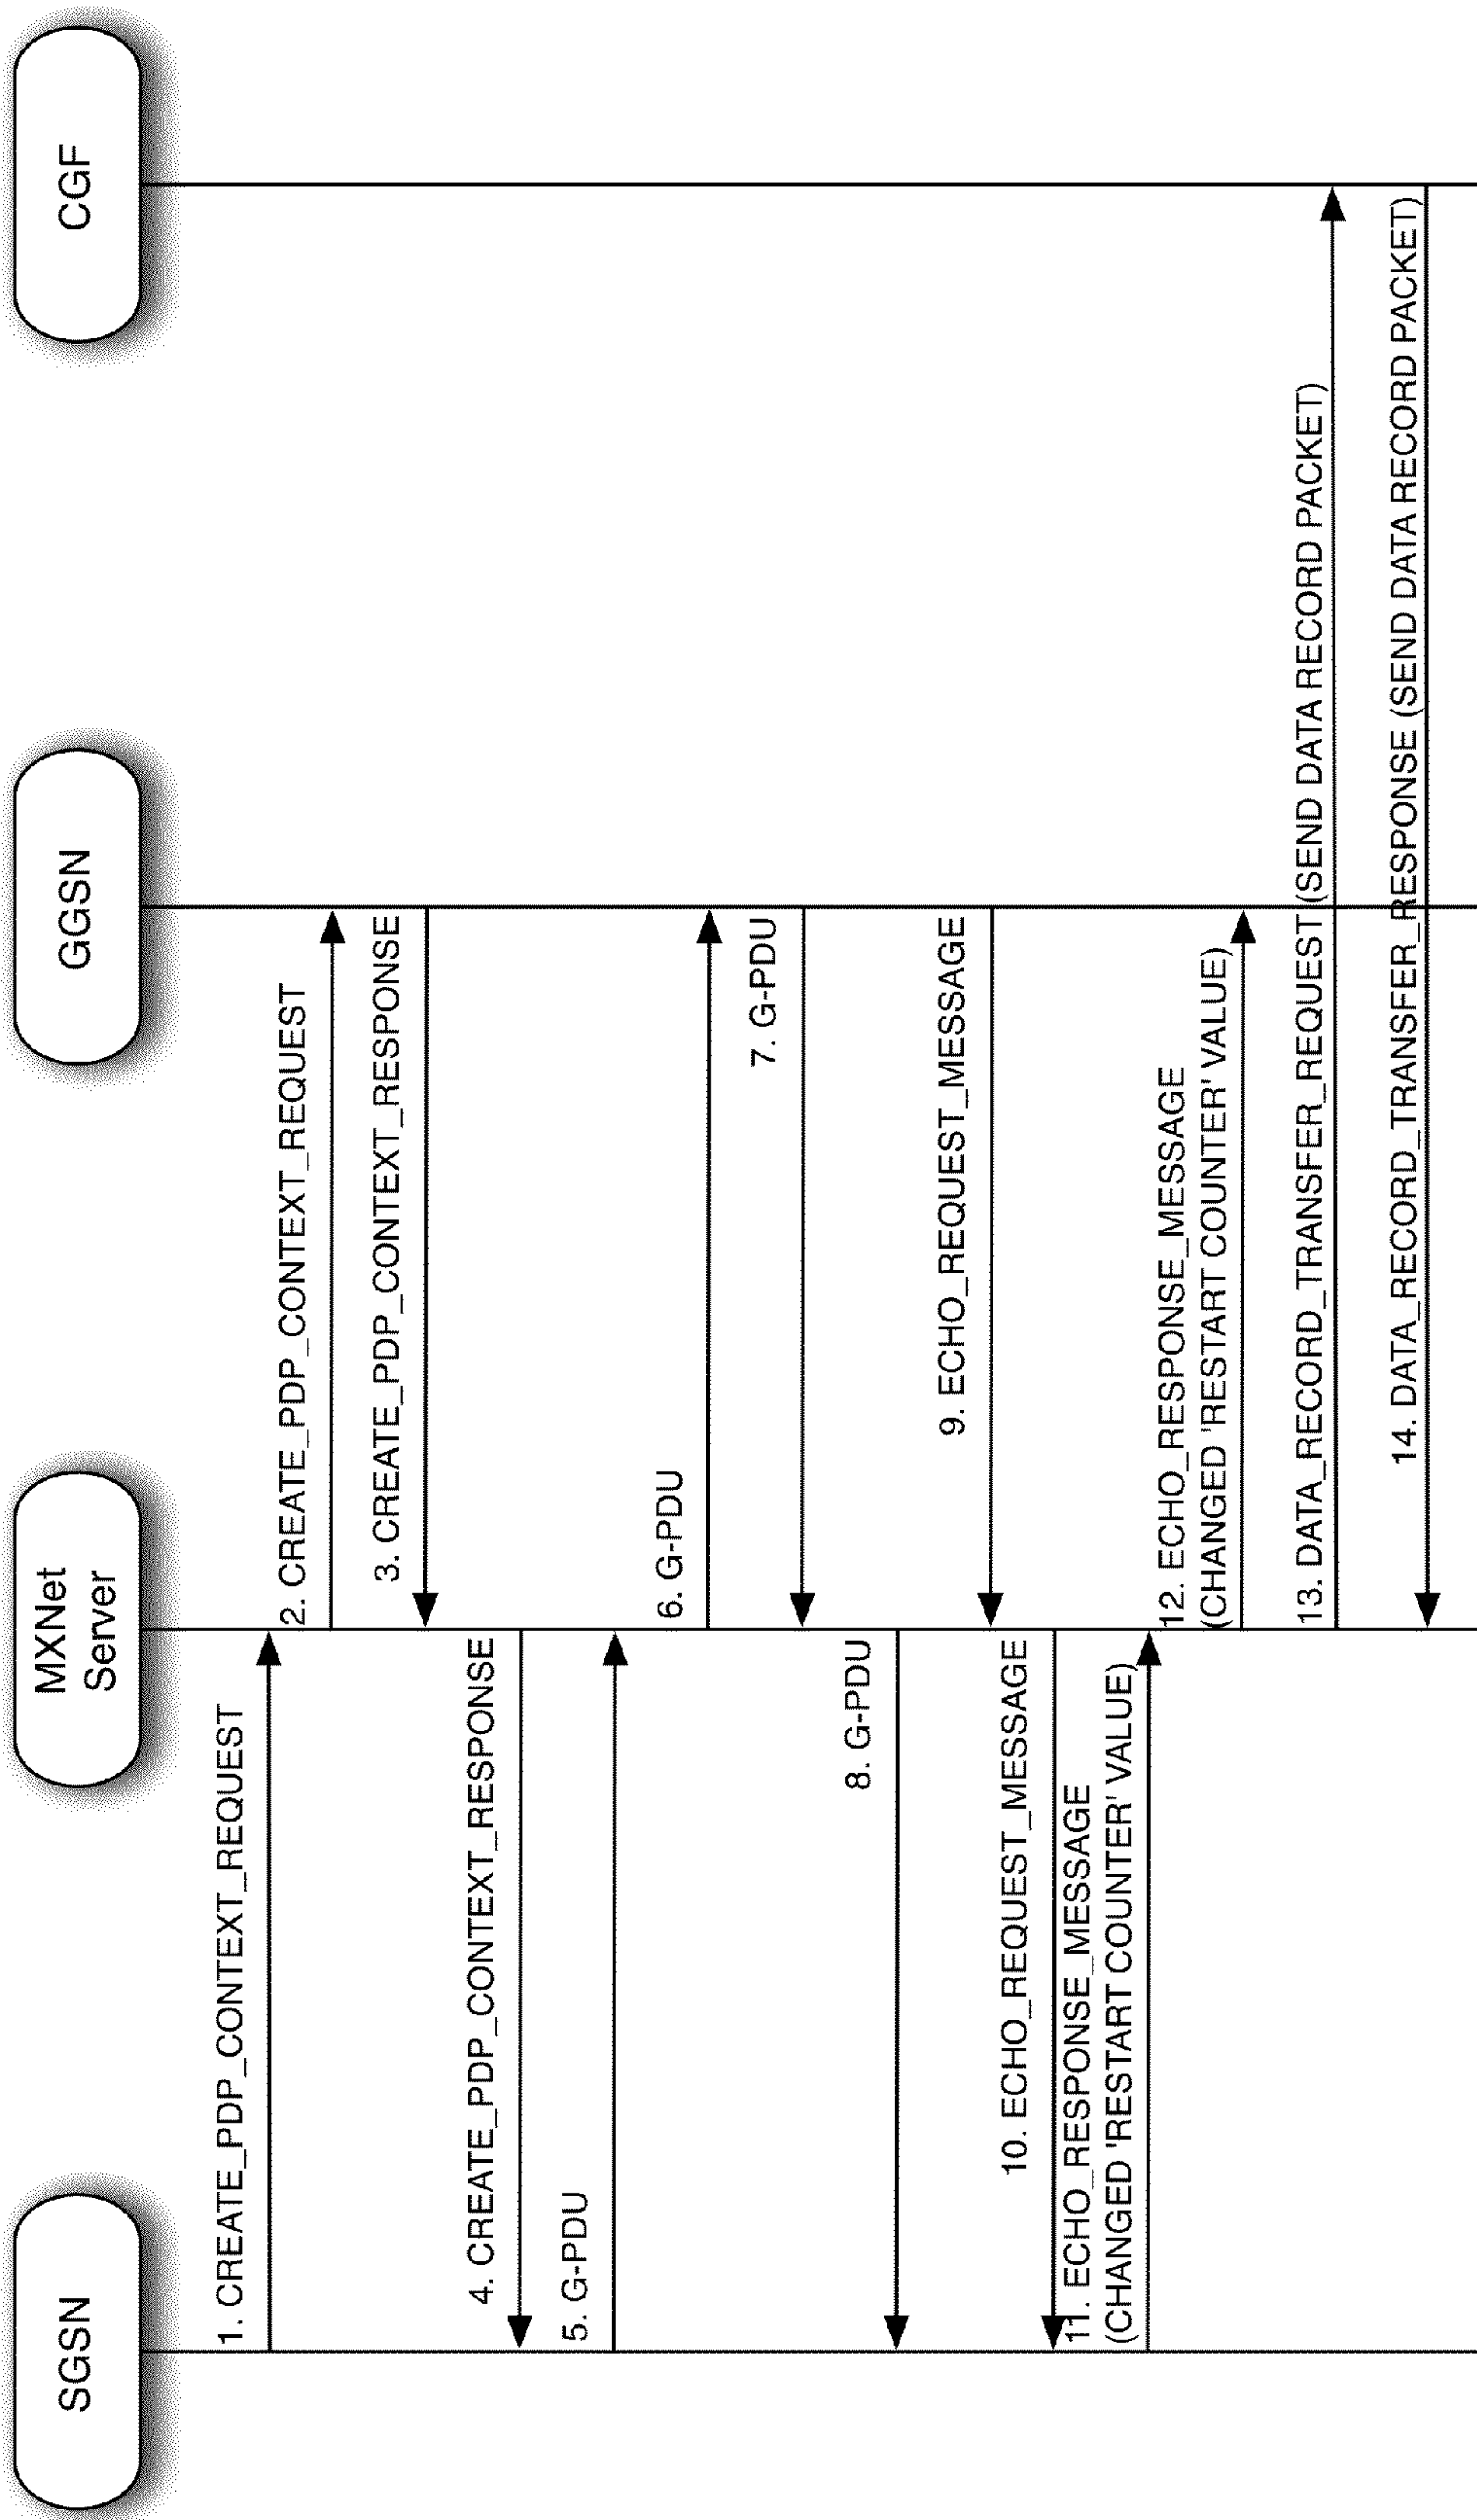 SGSN
MXNet
Server
GGSN
CGF
1. CREATE_PDP_CONTEXT_REQUEST
2. CREATE_PDP_CONTEXT_REQUEST
3. CREATE_PDP_CONTEXT_RESPONSE
4. CREATE_PDP_CONTEXT_RESPONSE
5. G-PDU
6. G-PDU
7. G-PDU
8. G-PDU
9. ECHO_REQUEST_MESSAGE
10. ECHO_REQUEST_MESSAGE
11. ECHO_RESPONSE_MESSAGE
(CHANGED 'RESTART COUNTER' VALUE)
12. ECHO_RESPONSE_MESSAGE
(CHANGED 'RESTART COUNTER' VALUE)
13. DATA_RECORD_TRANSFER_REQUEST (SEND DATA RECORD PACKET)
14. DATA_RECORD_TRANSFER_RESPONSE (SEND DATA RECORD PACKET)